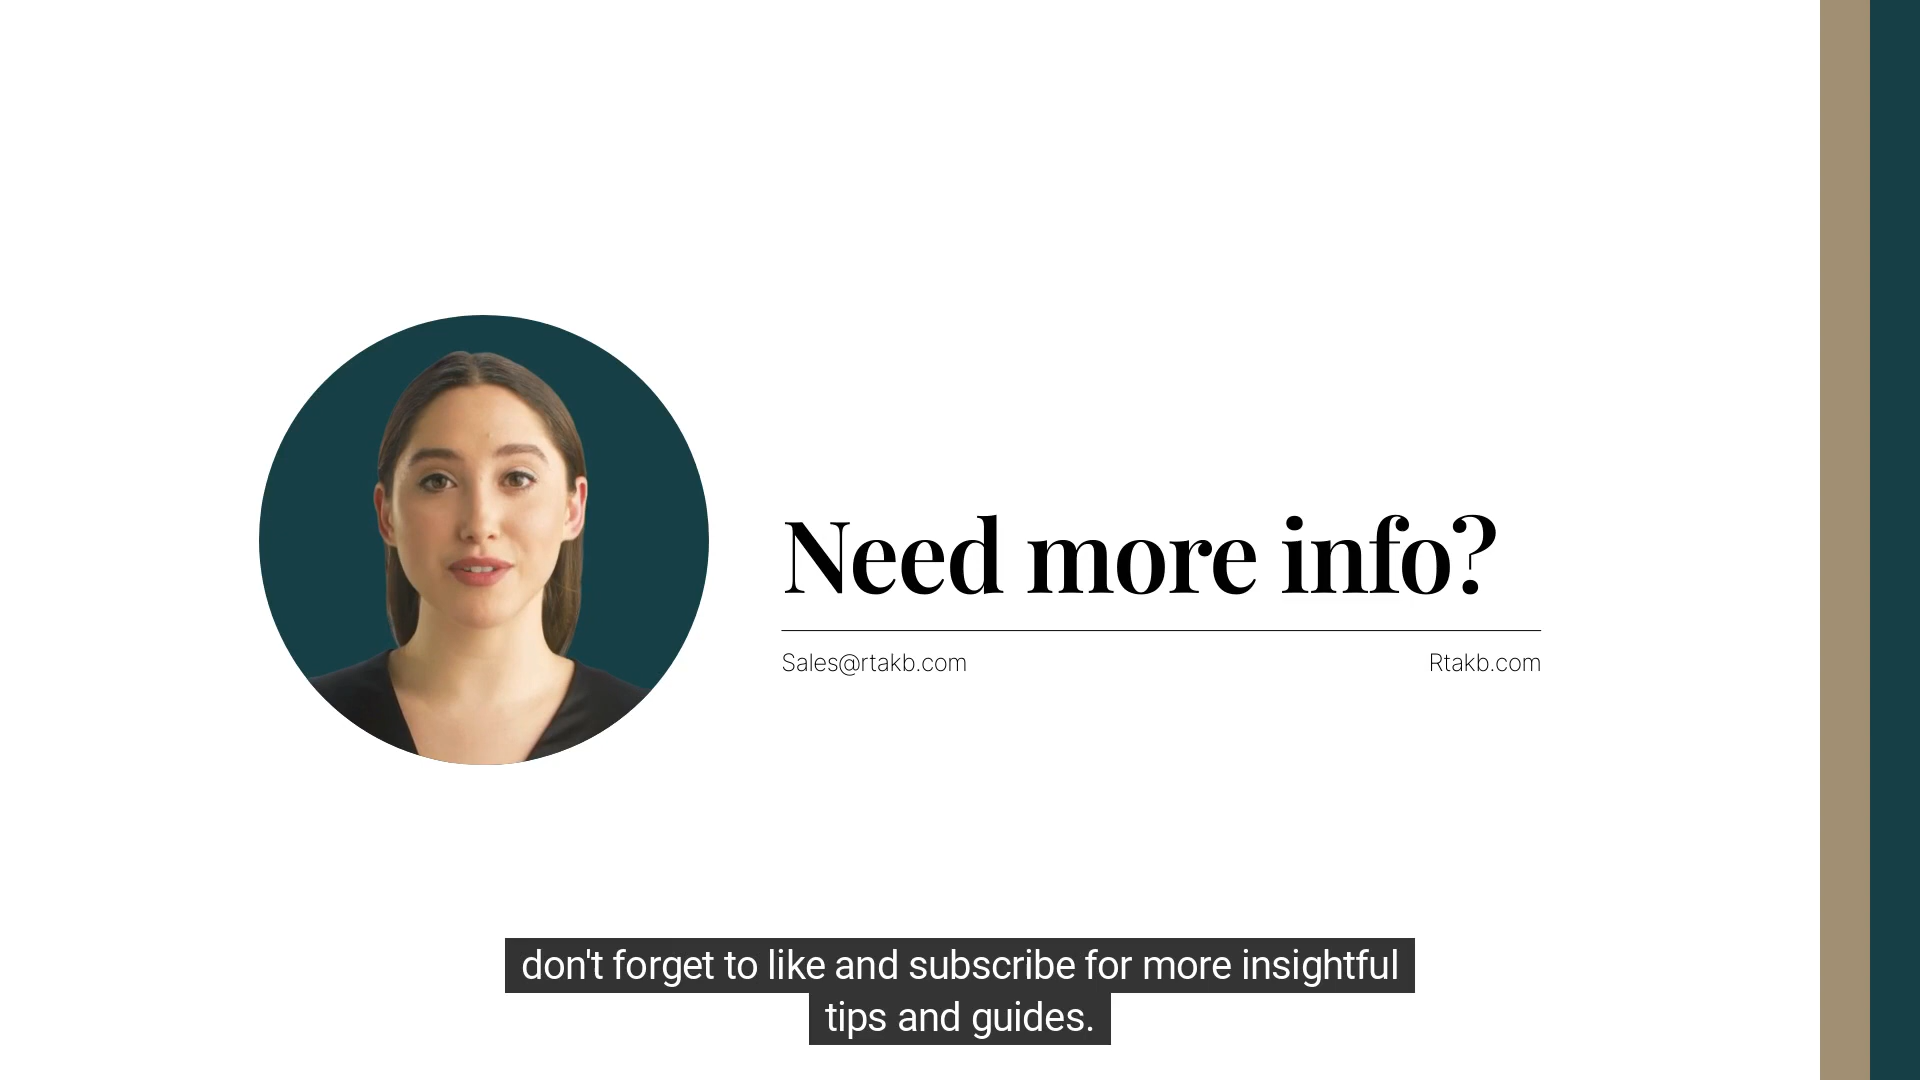 Need more info?
Sales@rtakb.com
Rtakb.com
don't forget to like and subscribe for more insightful
tips and guides.